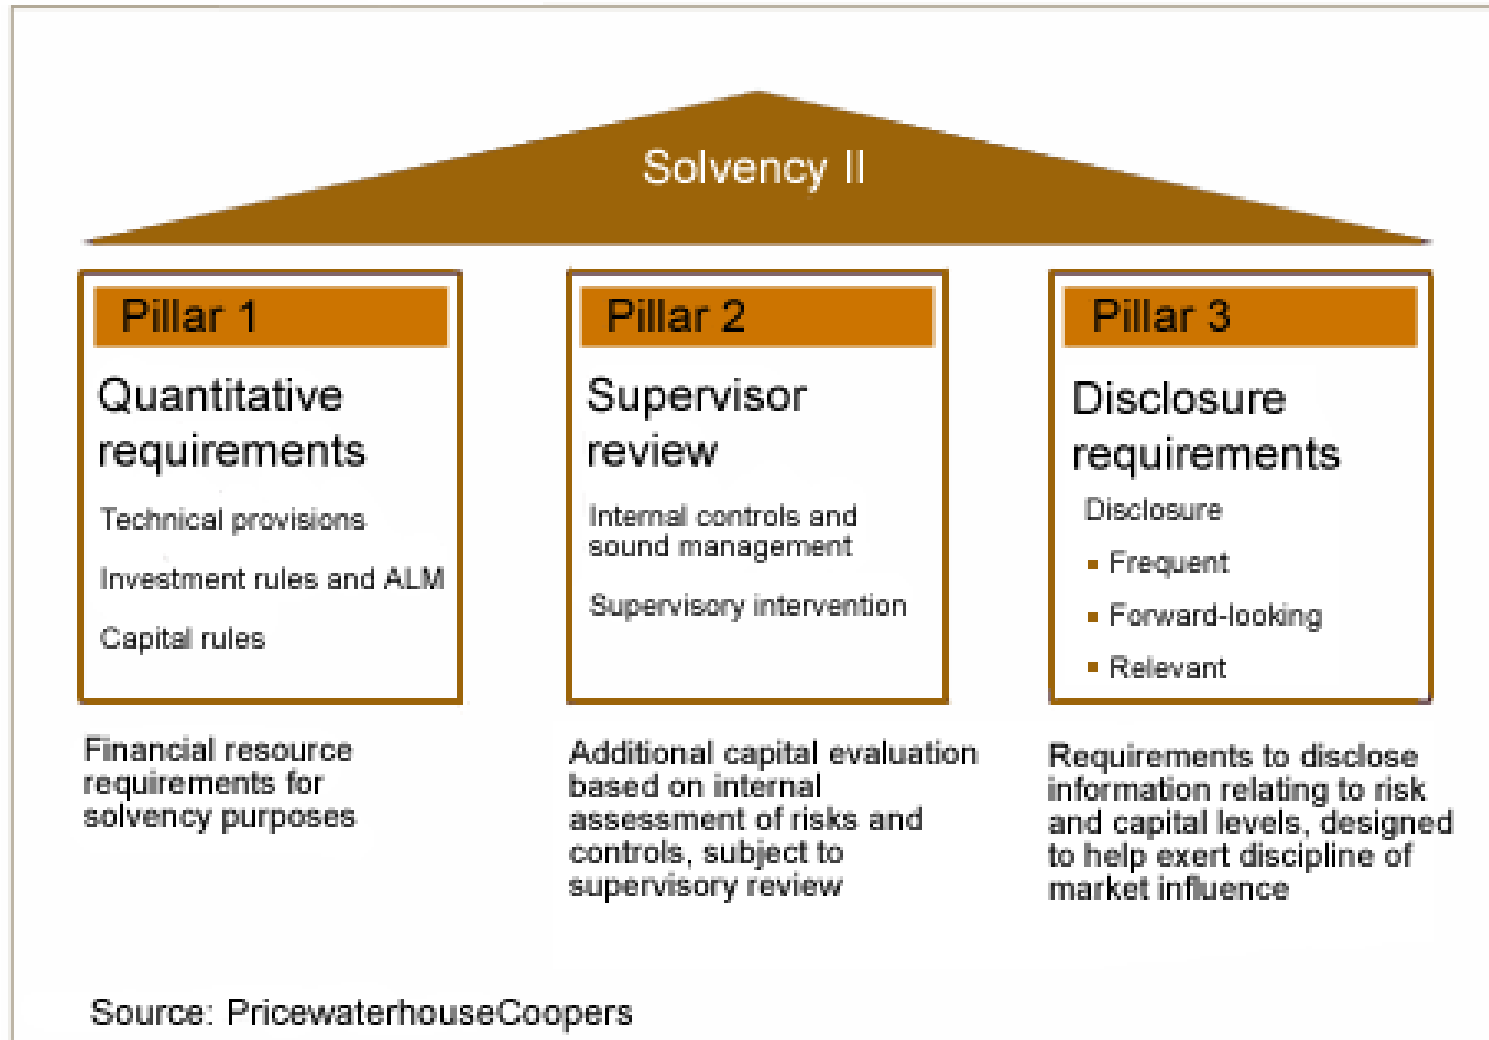 Solvency II
Pillar 1
Quantitative
requirements
Technical provisions
Investment rules and ALM
Capital rules
Financial resource
requirements for
solvency purposes
Pillar 2
Supervisor
review
Internal controls and
sound management
Supervisory intervention
Additional capital evaluation
based on internal
assessment of risks and
controls, subject to
supervisory review
Pillar 3
Disclosure
requirements
Disclosure
▪ Frequent
▪ Forward-looking
▪ Relevant
Requirements to disclose
information relating to risk
and capital levels, designed
to help exert discipline of
market influence
Source: PricewaterhouseCoopers